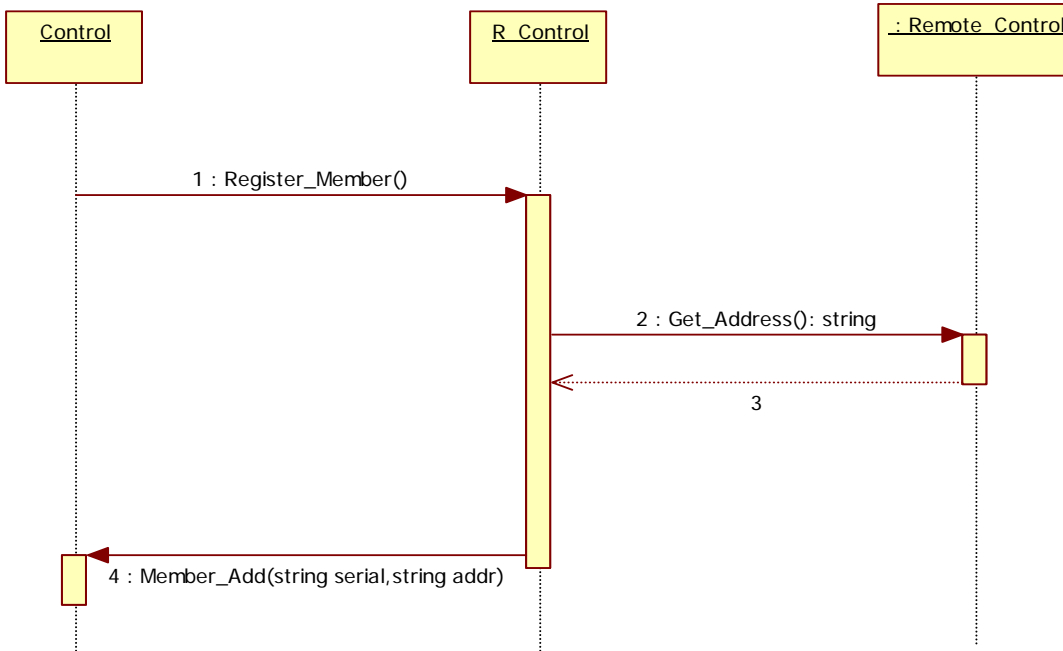 Control
R_Control
: Remote_Control
1 : Register_Member()
2 : Get_Address(): string
3
4 : Member_Add(string serial,string addr)